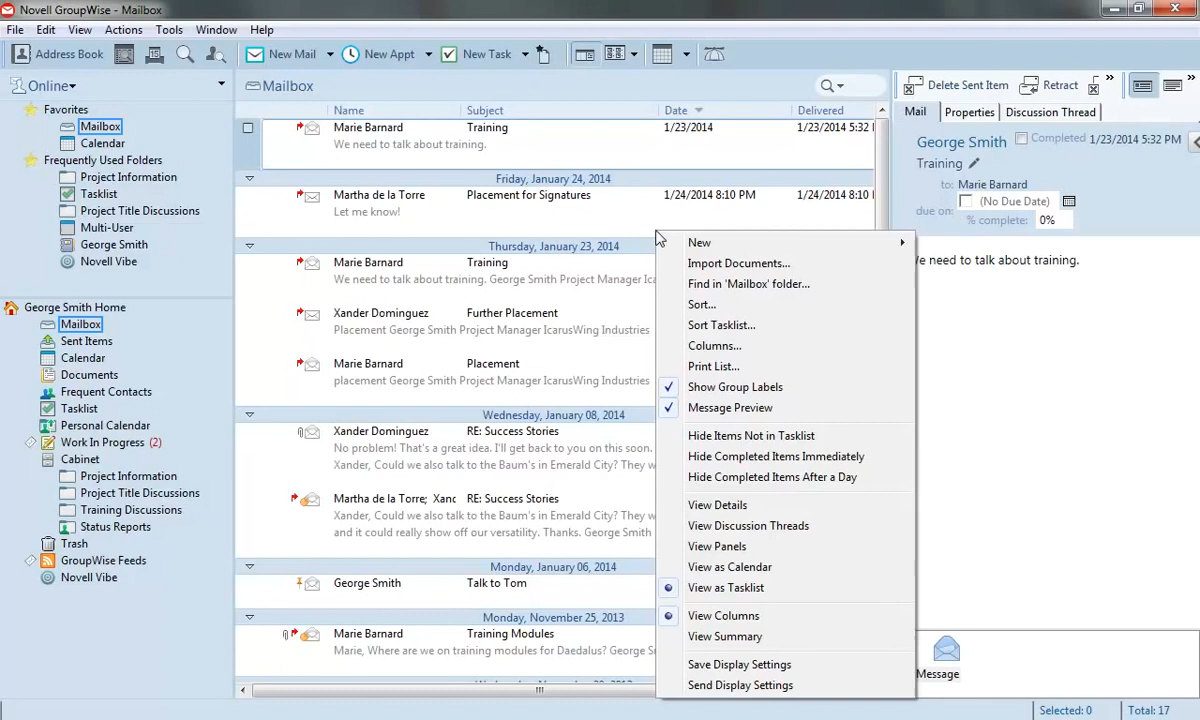 Novell GroupWise - Mailbox
File Edit View Actions Tools Window Help
Address Book New Mail New Appt New Task
Online
Favorites
Mailbox
Calendar
Frequently Used Folders
Project Information
Tasklist
Project Title Discussions
Multi-User
George Smith
Novell Vibe
George Smith Home
Mailbox
Sent Items
Calendar
Documents
Frequent Contacts
Tasklist
Personal Calendar
Work In Progress (2)
Cabinet
Project Information
Project Title Discussions
Training Discussions
Status Reports
Trash
GroupWise Feeds
Novell Vibe
Mailbox
Name Subject Date Delivered
Marie Barnard Training 1/23/2014 1/23/2014 5:32
We need to talk about training.
Friday, January 24, 2014
Martha de la Torre Placement for Signatures 1/24/2014 8:10 PM 1/24/2014 8:10
Let me know!
Thursday, January 23, 2014
Marie Barnard Training
We need to talk about training. George Smith Project Manager Ica
Xander Dominguez Further Placement
Placement George Smith Project Manager IcarusWing Industries
Marie Barnard Placement
placement George Smith Project Manager IcarusWing Industries
Wednesday, January 08, 2014
Xander Dominguez RE: Success Stories
No problem! That's a great idea. I'll get back to you on this soon.
Xander, Could we also talk to the Baum's in Emerald City? They w
Martha de la Torre; Xanc RE: Success Stories
Xander, Could we also talk to the Baum's in Emerald City? They w
and it could really show off our versatility. Thanks. George Smith
Monday, January 06, 2014
George Smith Talk to Tom
Monday, November 25, 2013
Marie Barnard Training Modules
Marie, Where are we on training modules for Daedalus? George S
New
Import Documents...
Find in 'Mailbox' folder...
Sort...
Sort Tasklist...
Columns...
Print List...
Show Group Labels
Message Preview
Hide Items Not in Tasklist
Hide Completed Items Immediately
Hide Completed Items After a Day
View Details
View Discussion Threads
View Panels
View as Calendar
View as Tasklist
View Columns
View Summary
Save Display Settings
Send Display Settings
Delete Sent Item Retract
Mail Properties Discussion Thread
George Smith Completed 1/23/2014 5:32 PM
Training
to: Marie Barnard
due on: (No Due Date)
% complete: 0%
e need to talk about training.
Message
Selected: 0 Total: 17